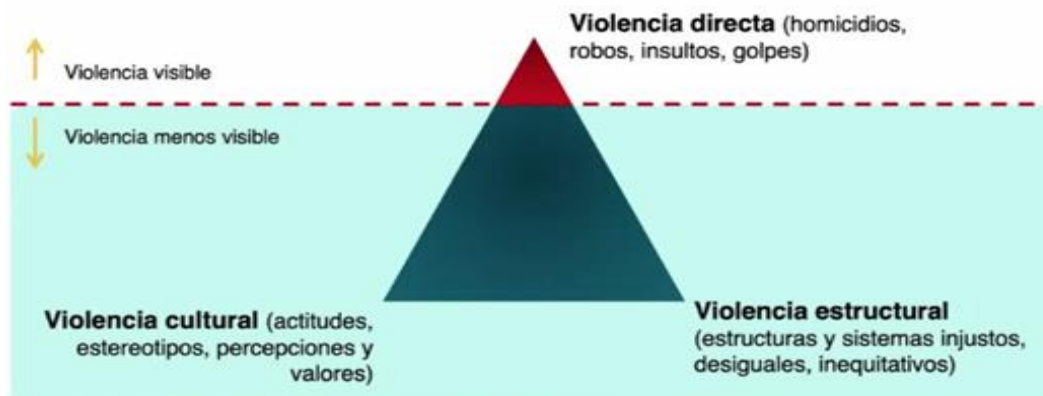 Violencia directa (homicidios,
robos, insultos, golpes)
Violencia visible
Violencia menos visible
Violencia cultural (actitudes,
estereotipos, percepciones y
valores)
Violencia estructural
(estructuras y sistemas injustos,
desiguales, inequitativos)